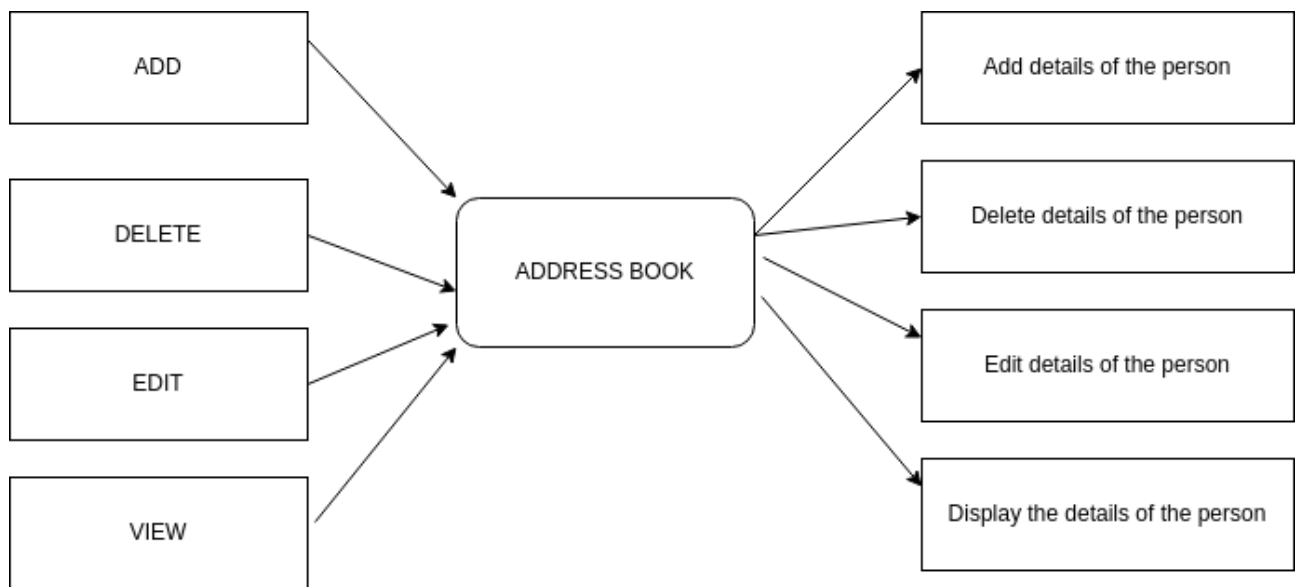 ADD
DELETE
EDIT
VIEW
ADDRESS BOOK
Add details of the person
Delete details of the person
Edit details of the person
Display the details of the person